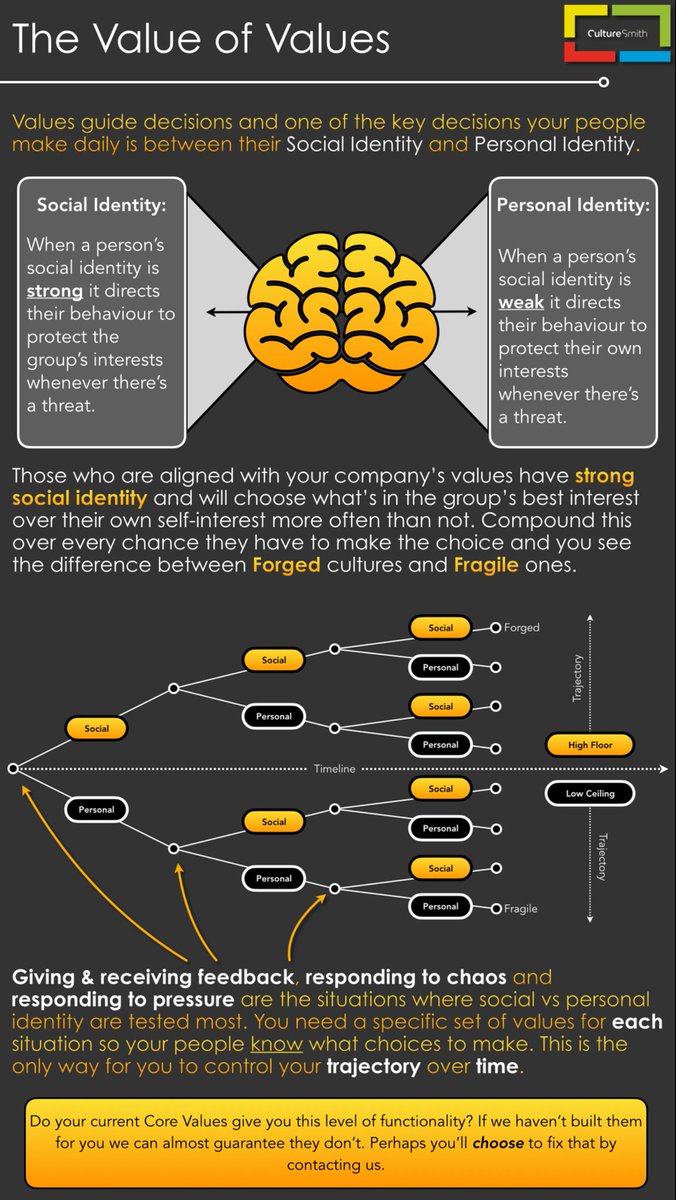 The Value of Values
CultureSmith
Values guide decisions and one of the key decisions your people
make daily is between their Social Identity and Personal Identity.
Social Identity:
When a person's
social identity is
strong it directs
their behaviour to
protect the
group's interests
whenever there's
a threat.
Personal Identity:
When a person's
social identity is
weak it directs
their behaviour to
protect their own
interests
whenever there's
a threat.
Those who are aligned with your company's values have strong
social identity and will choose what's in the group's best interest
over their own self-interest more often than not. Compound this
over every chance they have to make the choice and you see
the difference between Forged cultures and Fragile ones.
Social
Personal
Social
Personal
Social
Personal
Social
Personal
Social
Personal
Social
Personal
Social
Personal
Forged
Fragile
Timeline
Trajectory
High Floor
Low Ceiling
Trajectory
Giving & receiving feedback, responding to chaos and
responding to pressure are the situations where social vs personal
identity are tested most. You need a specific set of values for each
situation so your people know what choices to make. This is the
only way for you to control your trajectory over time.
Do your current Core Values give you this level of functionality? If we haven't built them
for you we can almost guarantee they don't. Perhaps you'll choose to fix that by
contacting us.